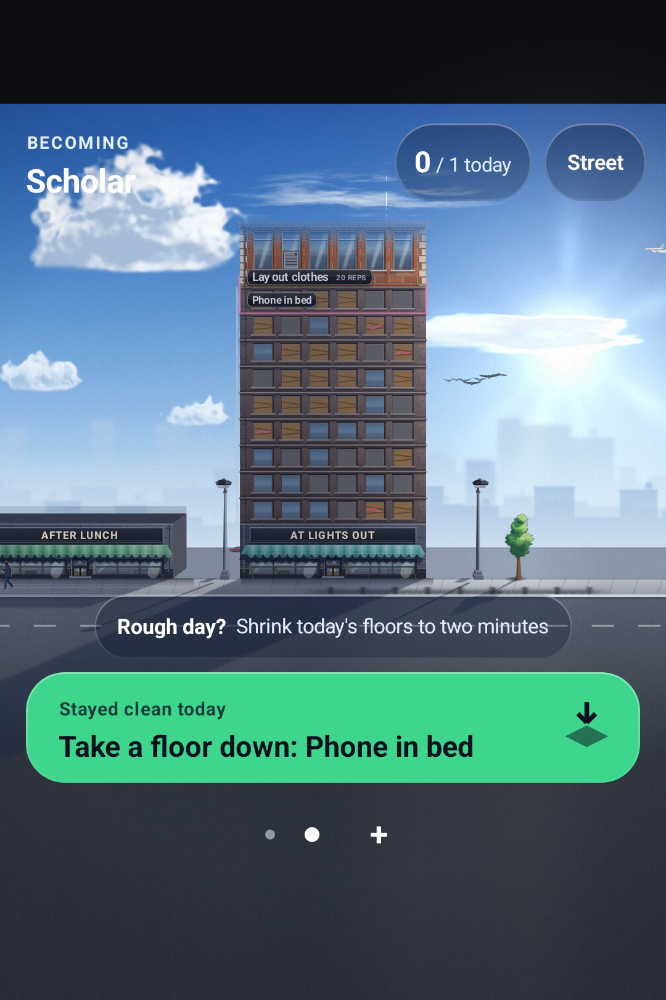 BECOMING
Scholar
0 / 1 today
Street
Lay out clothes 20 REPS
Phone in bed
AFTER LUNCH
AT LIGHTS OUT
Rough day? Shrink today's floors to two minutes
Stayed clean today
Take a floor down: Phone in bed
+